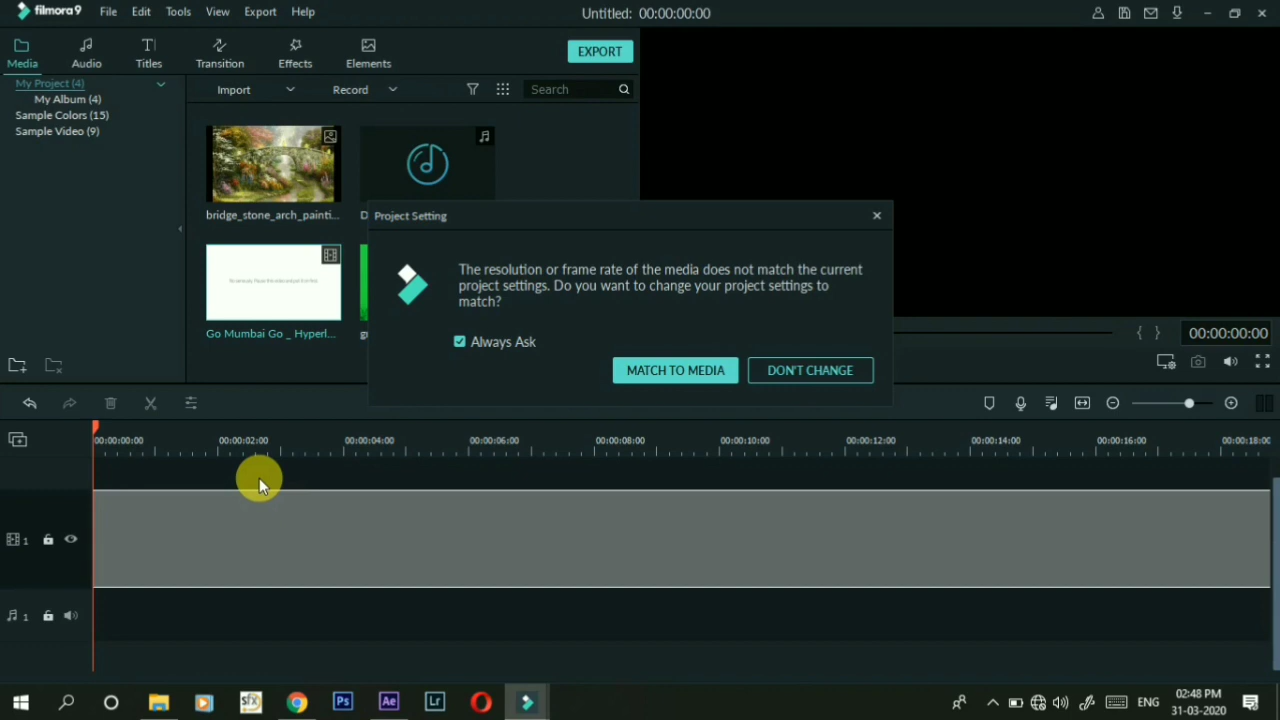 filmora9 File Edit Tools View Export Help Untitled: 00:00:00:00
Media Audio Titles Transition Effects Elements EXPORT
My Project (4)
My Album (4)
Sample Colors (15)
Sample Video (9)
Import Record Search
bridge_stone_arch_painti...
Go Mumbai Go _ Hyperl...
Project Setting
The resolution or frame rate of the media does not match the current
project settings. Do you want to change your project settings to
match?
Always Ask
MATCH TO MEDIA DON'T CHANGE
{ } 00:00:00:00
00:00:00:00 00:00:02:00 00:00:04:00 00:00:06:00 00:00:08:00 00:00:10:00 00:00:12:00 00:00:14:00 00:00:16:00 00:00:18:00
1
1
sfx Ps Ae Lr ENG
02:48 PM
31-03-2020